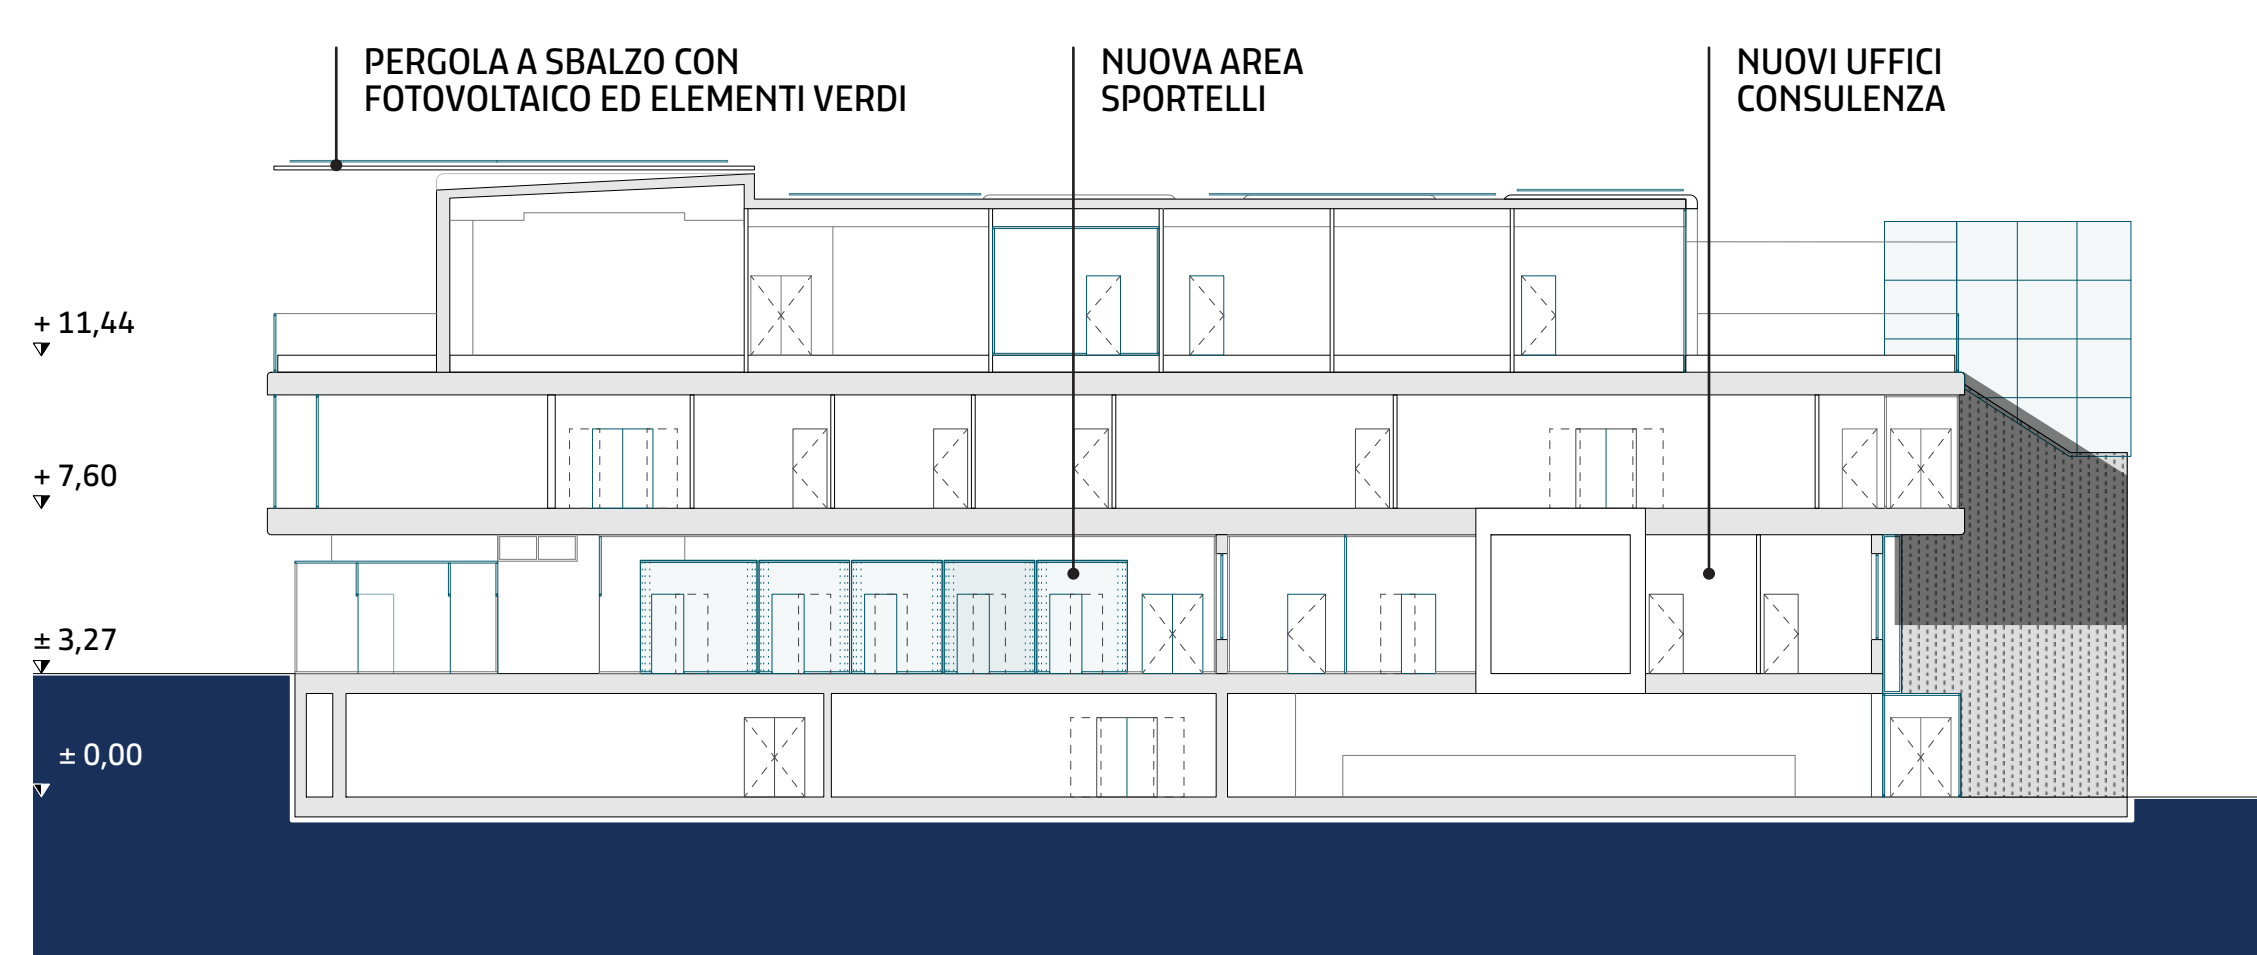 PERGOLA A SBALZO CON
FOTOVOLTAICO ED ELEMENTI VERDI
NUOVA AREA
SPORTELLI
NUOVI UFFICI
CONSULENZA
+ 11,44
+ 7,60
± 3,27
± 0,00